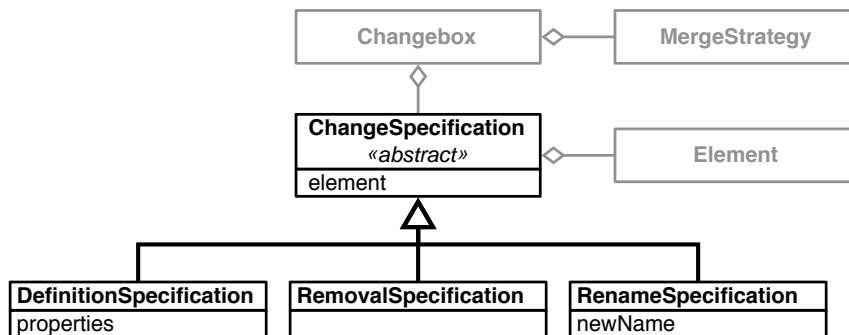 Changebox
MergeStrategy
ChangeSpecification
«abstract»
element
Element
DefinitionSpecification
properties
RemovalSpecification
RenameSpecification
newName